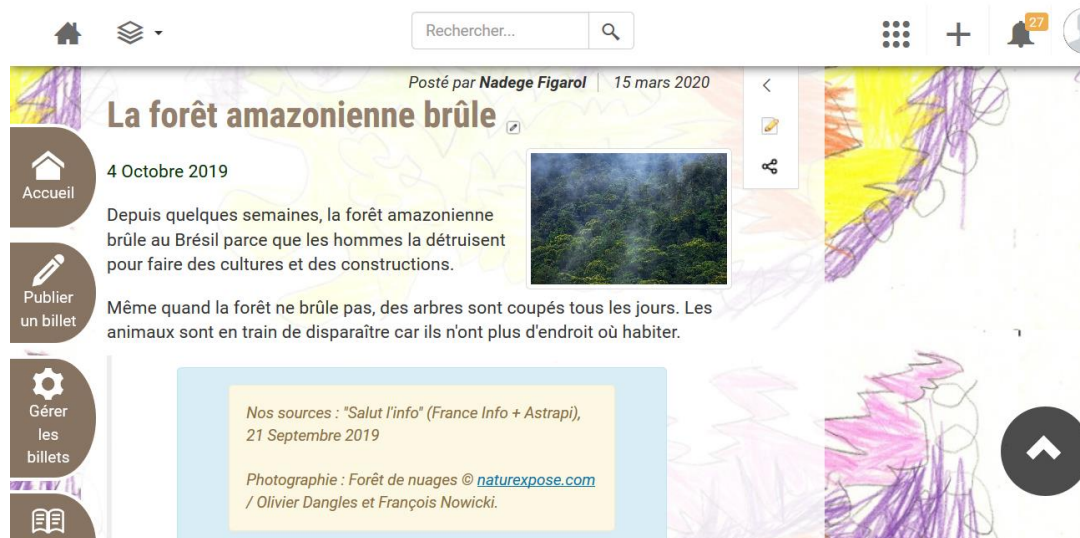 Rechercher...
27
Posté par Nadege Figarol | 15 mars 2020
La forêt amazonienne brûle
Accueil
Publier
un billet
Gérer
les
billets
4 Octobre 2019
Depuis quelques semaines, la forêt amazonienne
brûle au Brésil parce que les hommes la détruisent
pour faire des cultures et des constructions.
Même quand la forêt ne brûle pas, des arbres sont coupés tous les jours. Les
animaux sont en train de disparaître car ils n'ont plus d'endroit où habiter.
Nos sources : "Salut l'info" (France Info + Astrapi),
21 Septembre 2019
Photographie : Forêt de nuages © naturexpose.com
/ Olivier Dangles et François Nowicki.